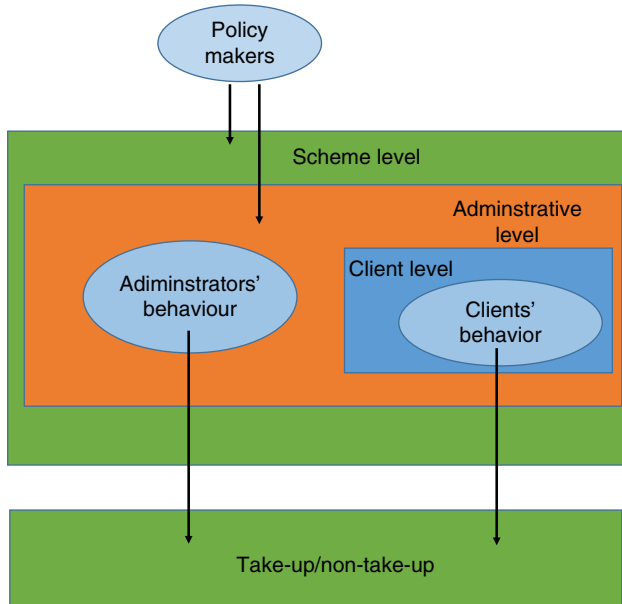 Policy
makers
Scheme level
Adminstrative
level
Client level
Adiminstrators'
behaviour
Clients'
behavior
Take-up/non-take-up